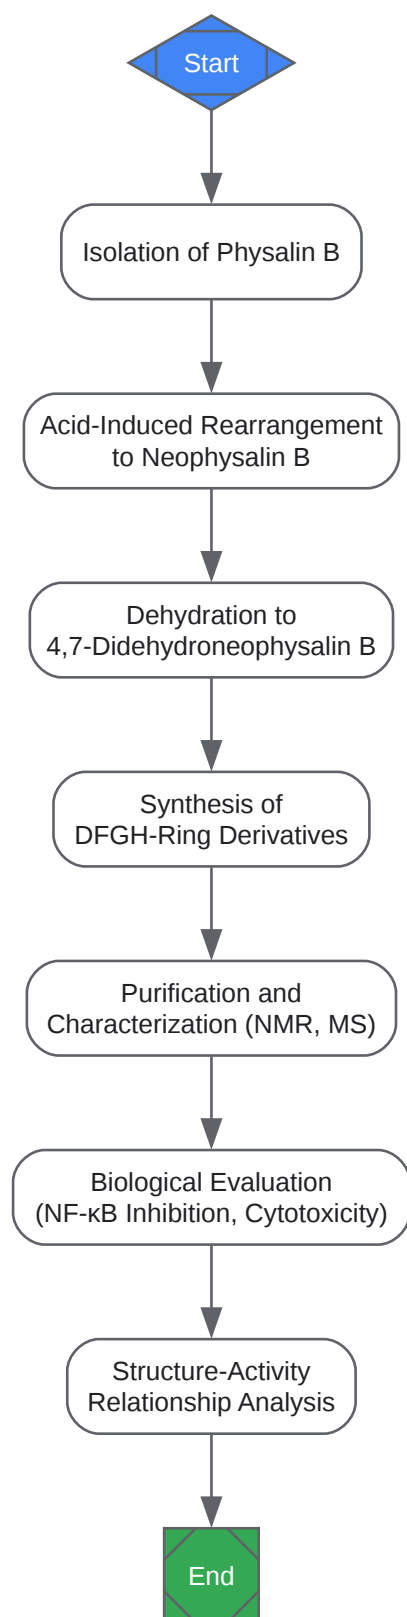 Start
Isolation of Physalin B
Acid-Induced Rearrangement
to Neophysalin B
Dehydration to
4,7-Didehydroneophysalin B
Synthesis of
DFGH-Ring Derivatives
Purification and
Characterization (NMR, MS)
Biological Evaluation
(NF-κB Inhibition, Cytotoxicity)
Structure-Activity
Relationship Analysis
End